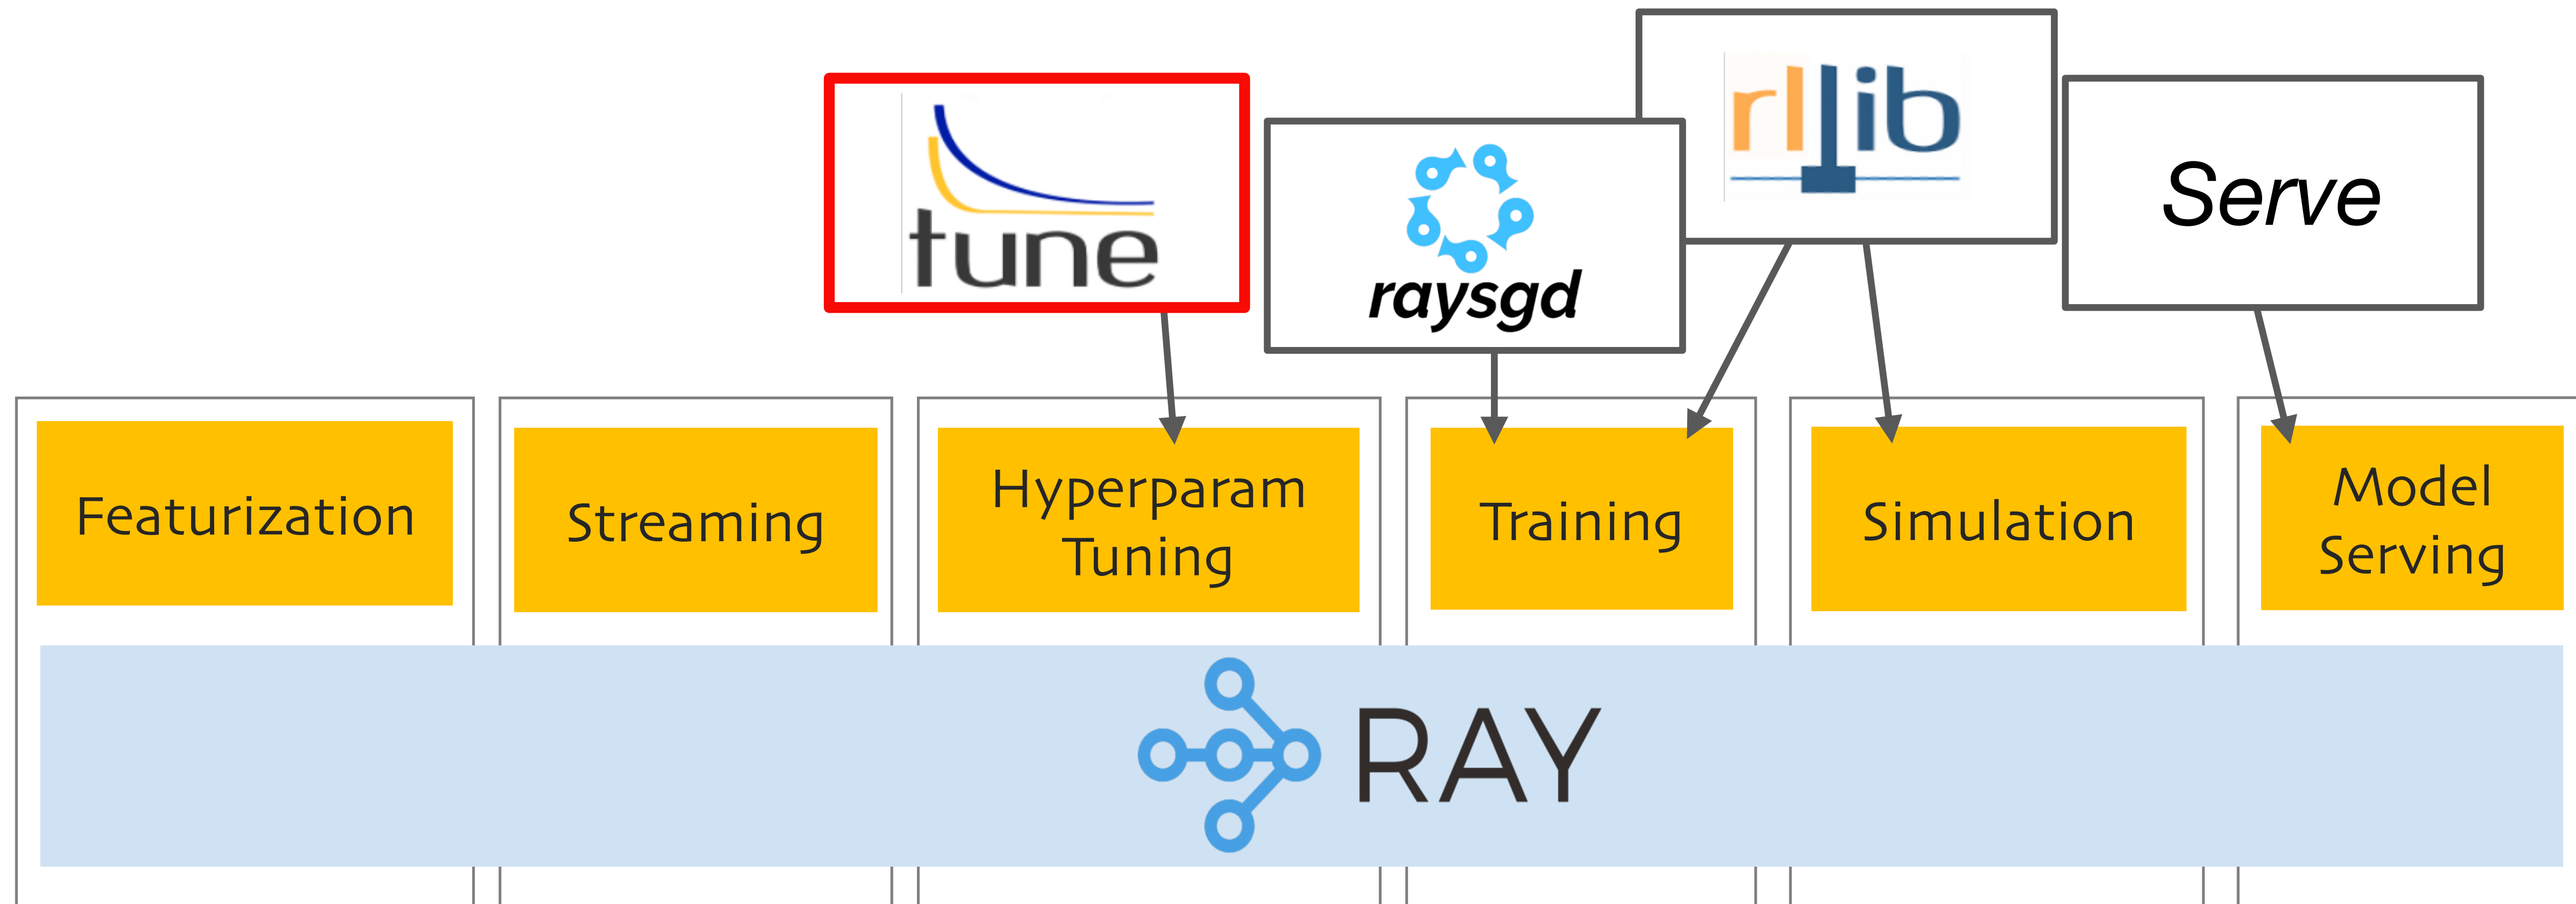 tune
raysgd
rllib
Serve
Featurization
Streaming
Hyperparam
Tuning
Training
Simulation
Model
Serving
RAY